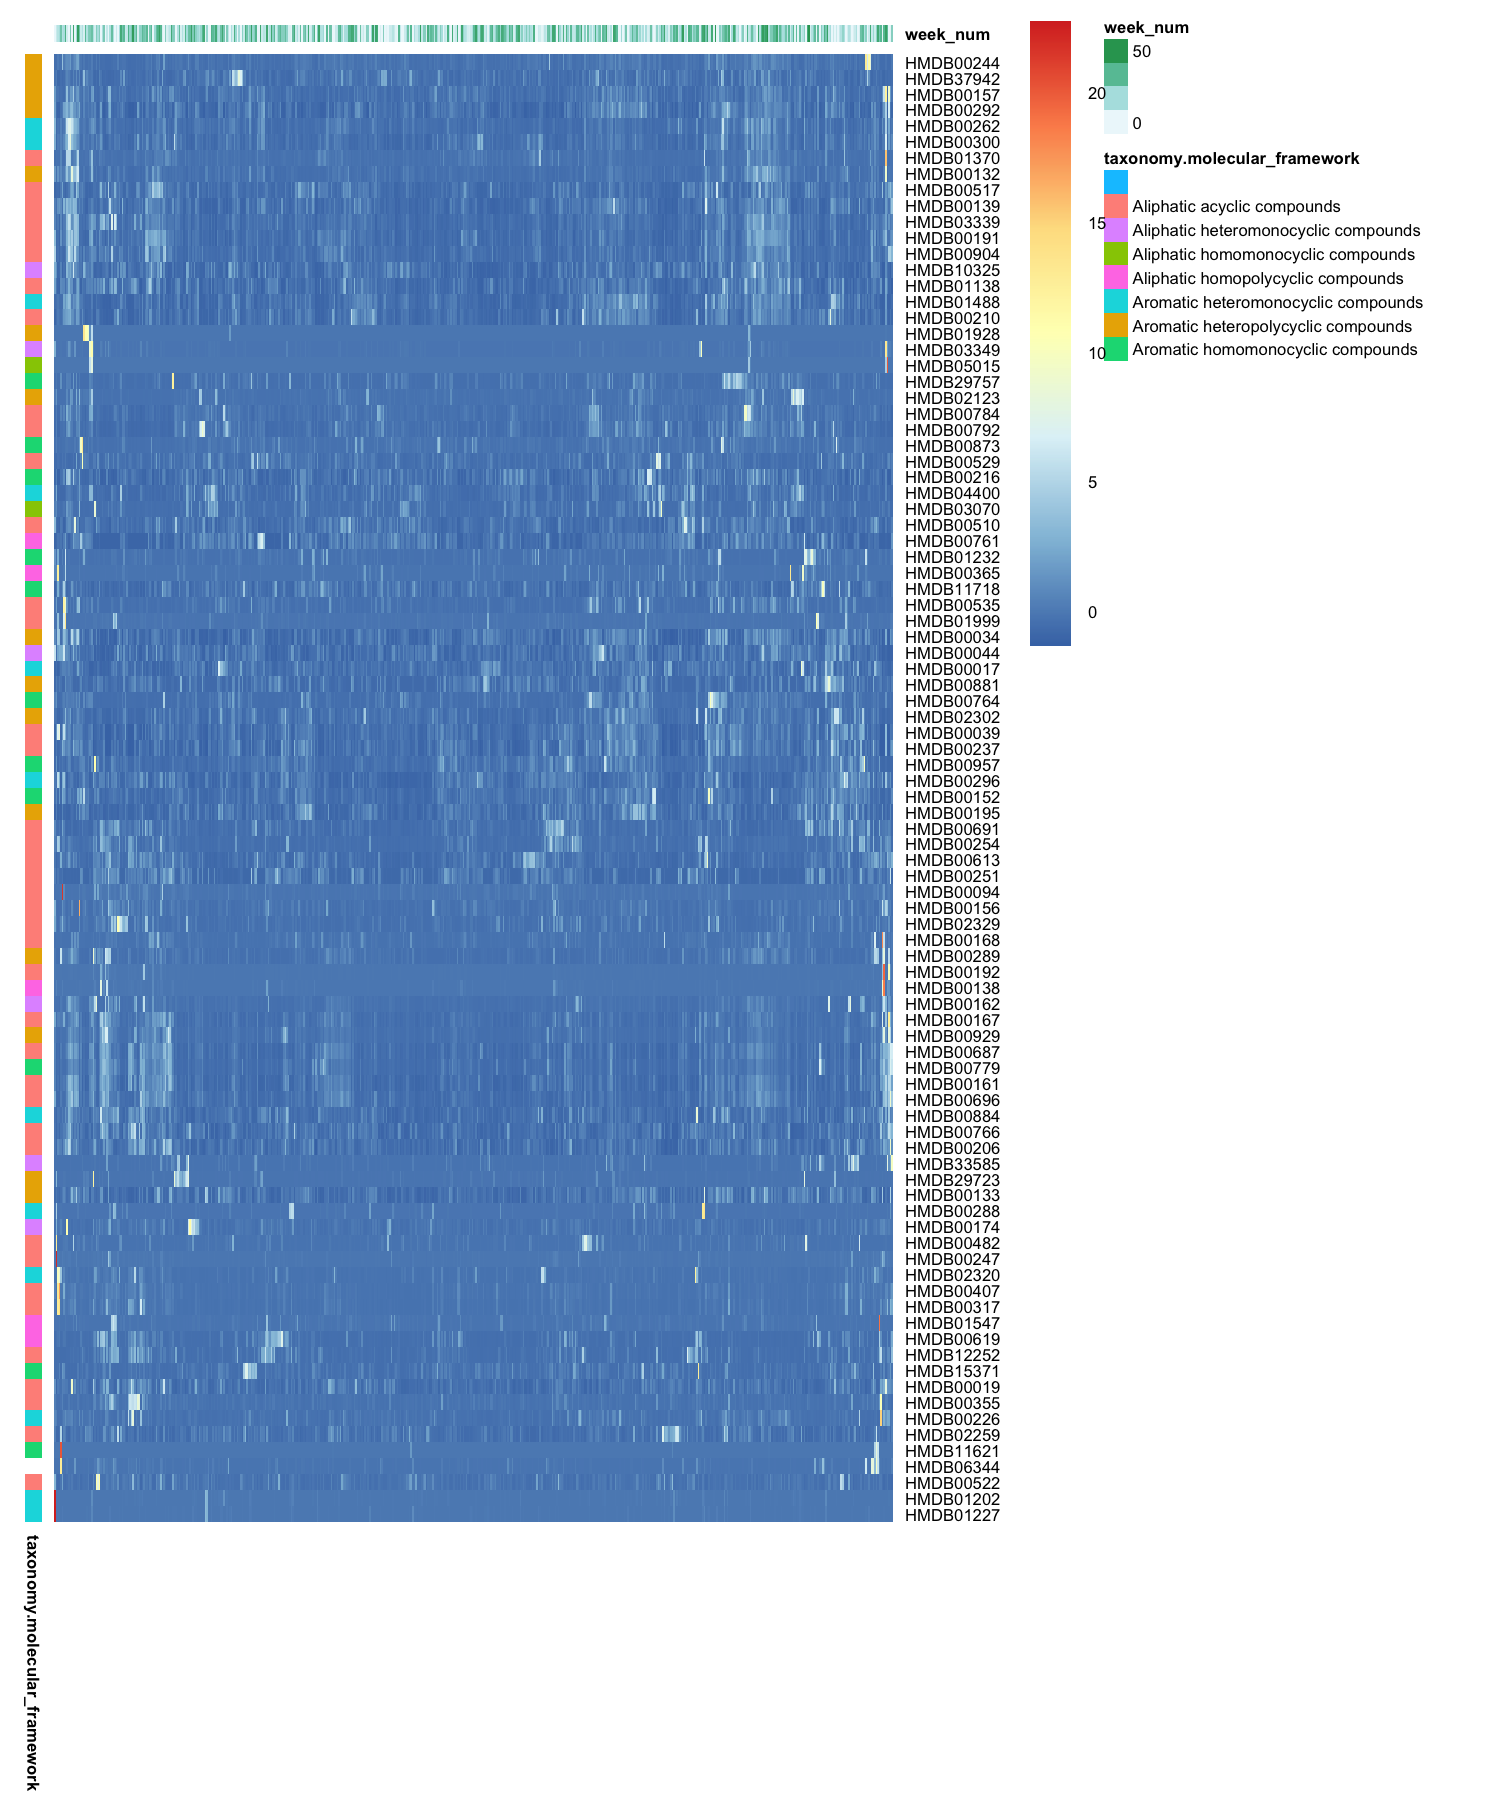 week_num
HMDB00244
HMDB37942
HMDB00157
HMDB00292
HMDB00262
HMDB00300
HMDB01370
HMDB00132
HMDB00517
HMDB00139
HMDB03339
HMDB00191
HMDB00904
HMDB10325
HMDB01138
HMDB01488
HMDB00210
HMDB01928
HMDB03349
HMDB05015
HMDB29757
HMDB02123
HMDB00784
HMDB00792
HMDB00873
HMDB00529
HMDB00216
HMDB04400
HMDB03070
HMDB00510
HMDB00761
HMDB01232
HMDB00365
HMDB11718
HMDB00535
HMDB01999
HMDB00034
HMDB00044
HMDB00017
HMDB00881
HMDB00764
HMDB02302
HMDB00039
HMDB00237
HMDB00957
HMDB00296
HMDB00152
HMDB00195
HMDB00691
HMDB00254
HMDB00613
HMDB00251
HMDB00094
HMDB00156
HMDB02329
HMDB00168
HMDB00289
HMDB00192
HMDB00138
HMDB00162
HMDB00167
HMDB00929
HMDB00687
HMDB00779
HMDB00161
HMDB00696
HMDB00884
HMDB00766
HMDB00206
HMDB33585
HMDB29723
HMDB00133
HMDB00288
HMDB00174
HMDB00482
HMDB00247
HMDB02320
HMDB00407
HMDB00317
HMDB01547
HMDB00619
HMDB12252
HMDB15371
HMDB00019
HMDB00355
HMDB00226
HMDB02259
HMDB11621
HMDB06344
HMDB00522
HMDB01202
HMDB01227
20
15
10
5
0
week_num
50
0
taxonomy.molecular_framework
Aliphatic acyclic compounds
Aliphatic heteromonocyclic compounds
Aliphatic homomonocyclic compounds
Aliphatic homopolycyclic compounds
Aromatic heteromonocyclic compounds
Aromatic heteropolycyclic compounds
Aromatic homomonocyclic compounds
taxonomy.molecular_framework